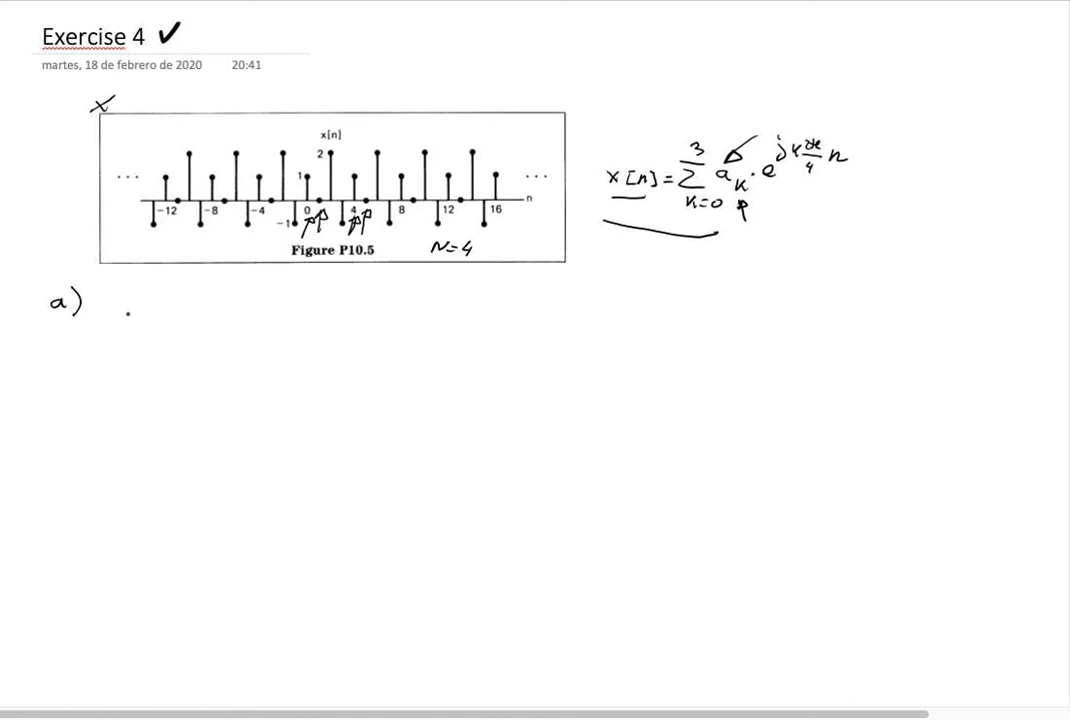 Exercise 4 ✓
martes, 18 de febrero de 2020 20:41
x[n]
2
1
... ...
-12 -8 -4 0 4 8 12 16 n
-1
Figure P10.5 N=4
x[n] = 3 Σ K=0 a_K · e^{jK 2π/4 n}
a)